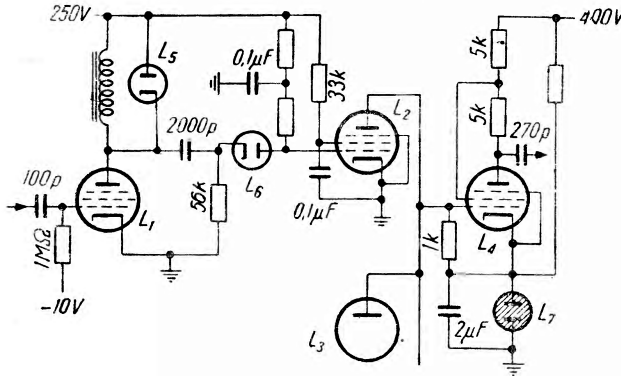 250V
400V
L5
0,1µF
5k
33k
L2
5k
2000p
270p
100p
L6
56k
L1
0,1µF
L4
1MΩ
1k
-10V
L3
2µF
L7